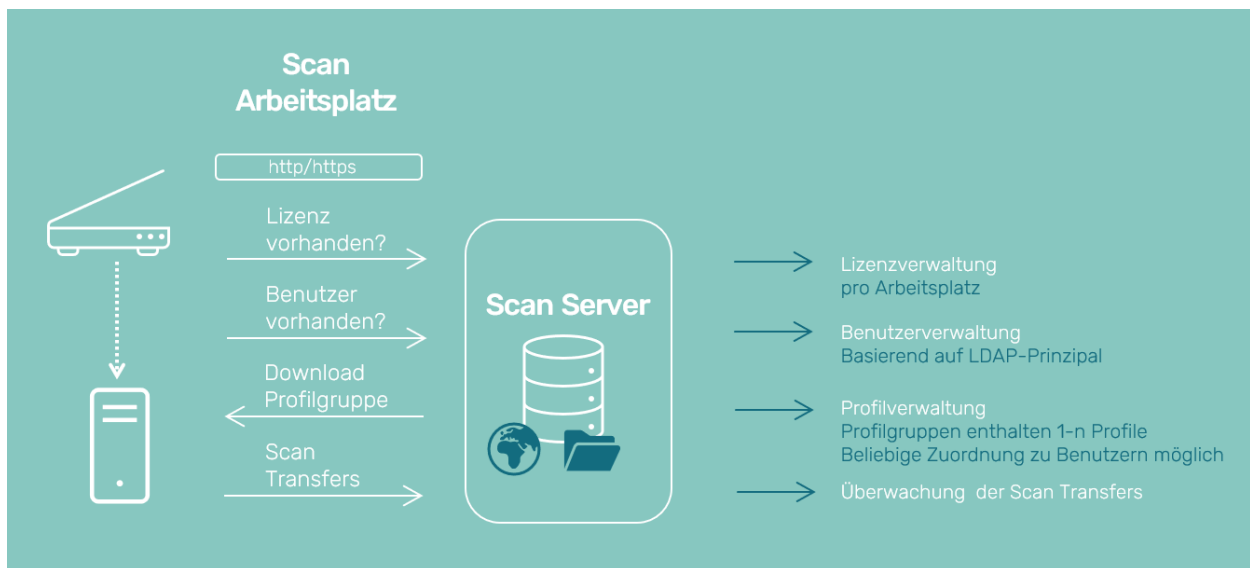 Scan
Arbeitsplatz
http/https
Lizenz
vorhanden?
Benutzer
vorhanden?
Download
Profilgruppe
Scan
Transfers
Scan Server
Lizenzverwaltung
pro Arbeitsplatz
Benutzerverwaltung
Basierend auf LDAP-Prinzipal
Profilverwaltung
Profilgruppen enthalten 1-n Profile
Beliebige Zuordnung zu Benutzern möglich
Überwachung der Scan Transfers